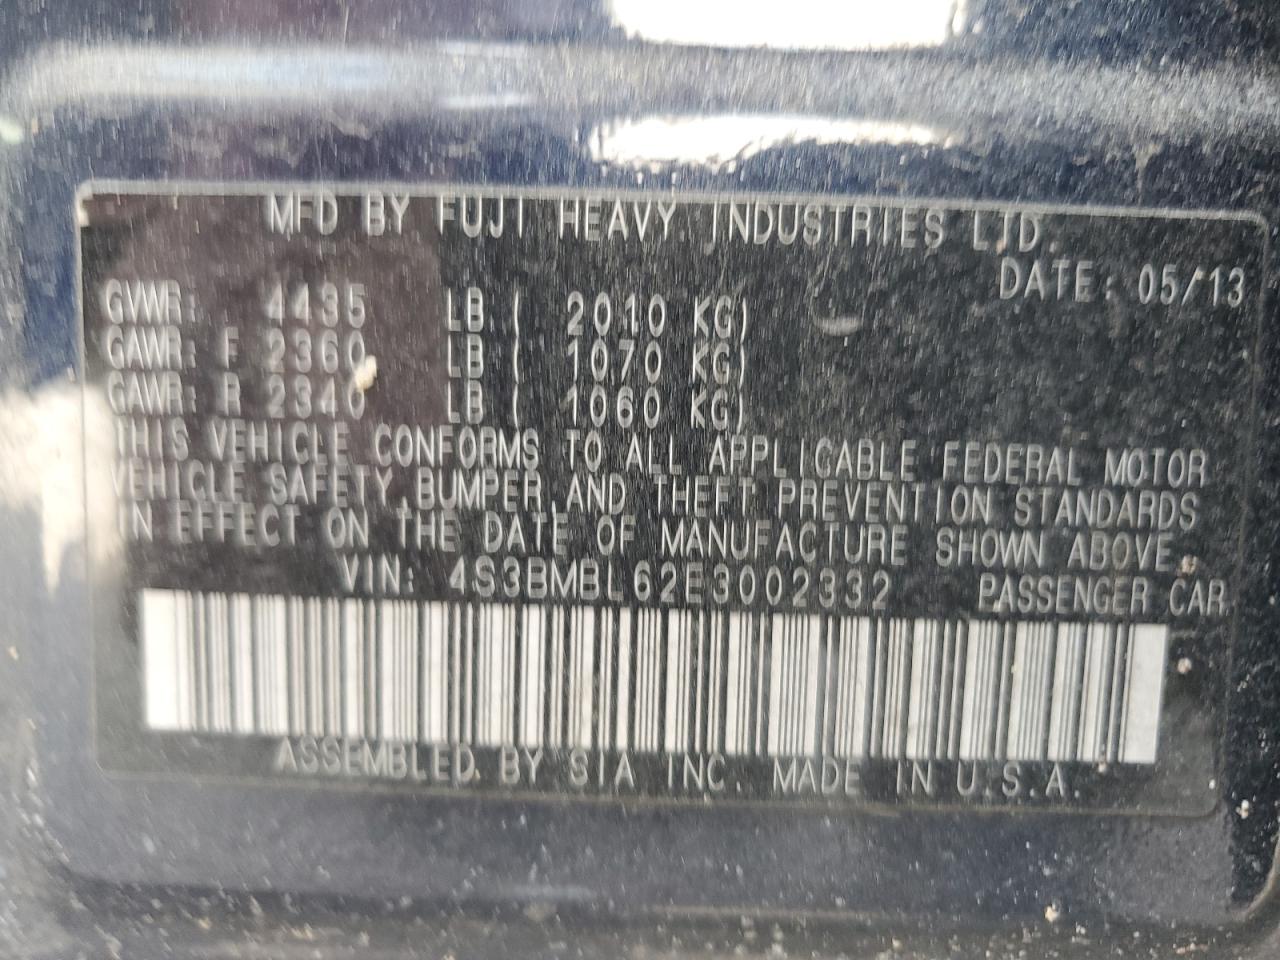 MFD BY FUJI HEAVY INDUSTRIES LTD.
DATE: 05/13
GVWR: 4435 LB ( 2010 KG)
GAWR: F 2360 LB ( 1070 KG)
GAWR: R 2340 LB ( 1060 KG)
THIS VEHICLE CONFORMS TO ALL APPLICABLE FEDERAL MOTOR
VEHICLE SAFETY, BUMPER, AND THEFT PREVENTION STANDARDS
IN EFFECT ON THE DATE OF MANUFACTURE SHOWN ABOVE.
VIN: 4S3BMBL62E3002332 PASSENGER CAR
ASSEMBLED BY SIA INC. MADE IN U.S.A.